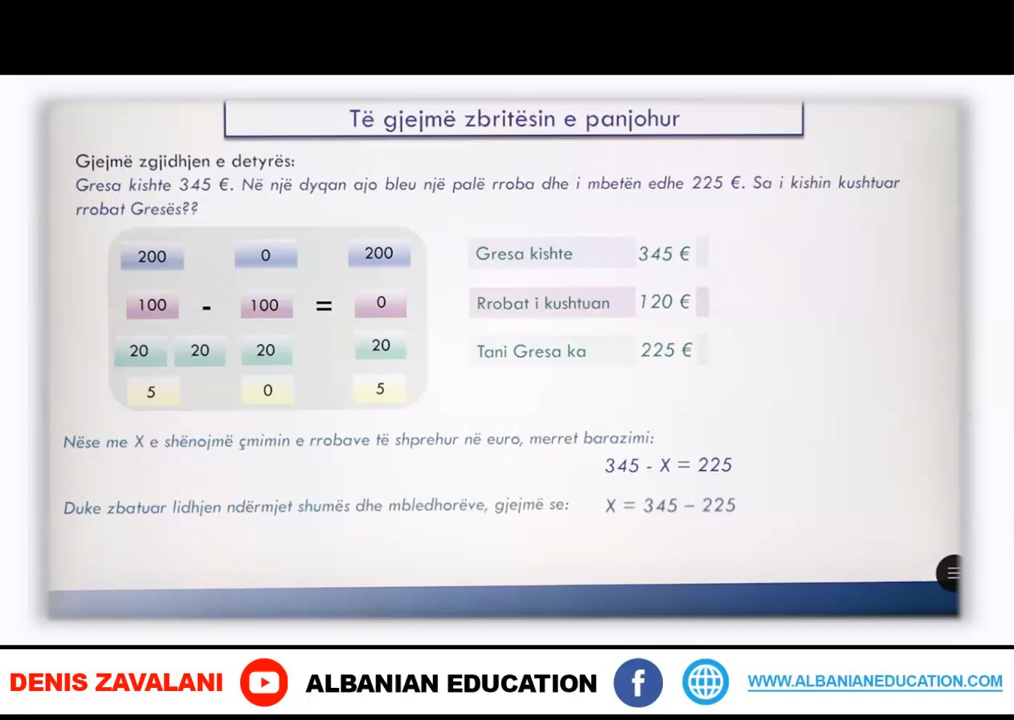 Të gjejmë zbritësin e panjohur
Gjejmë zgjidhjen e detyrës:
Gresa kishte 345 €. Në një dyqan ajo bleu një palë rroba dhe i mbetën edhe 225 €. Sa i kishin kushtuar
rrobat Gresës??
200 0 200
100 - 100 = 0
20 20 20 20
5 0 5
Gresa kishte 345 €
Rrobat i kushtuan 120 €
Tani Gresa ka 225 €
Nëse me X e shënojmë çmimin e rrobave të shprehur në euro, merret barazimi:
345 - X = 225
Duke zbatuar lidhjen ndërmjet shumës dhe mbledhorëve, gjejmë se: X = 345 – 225
DENIS ZAVALANI ALBANIAN EDUCATION f WWW.ALBANIANEDUCATION.COM